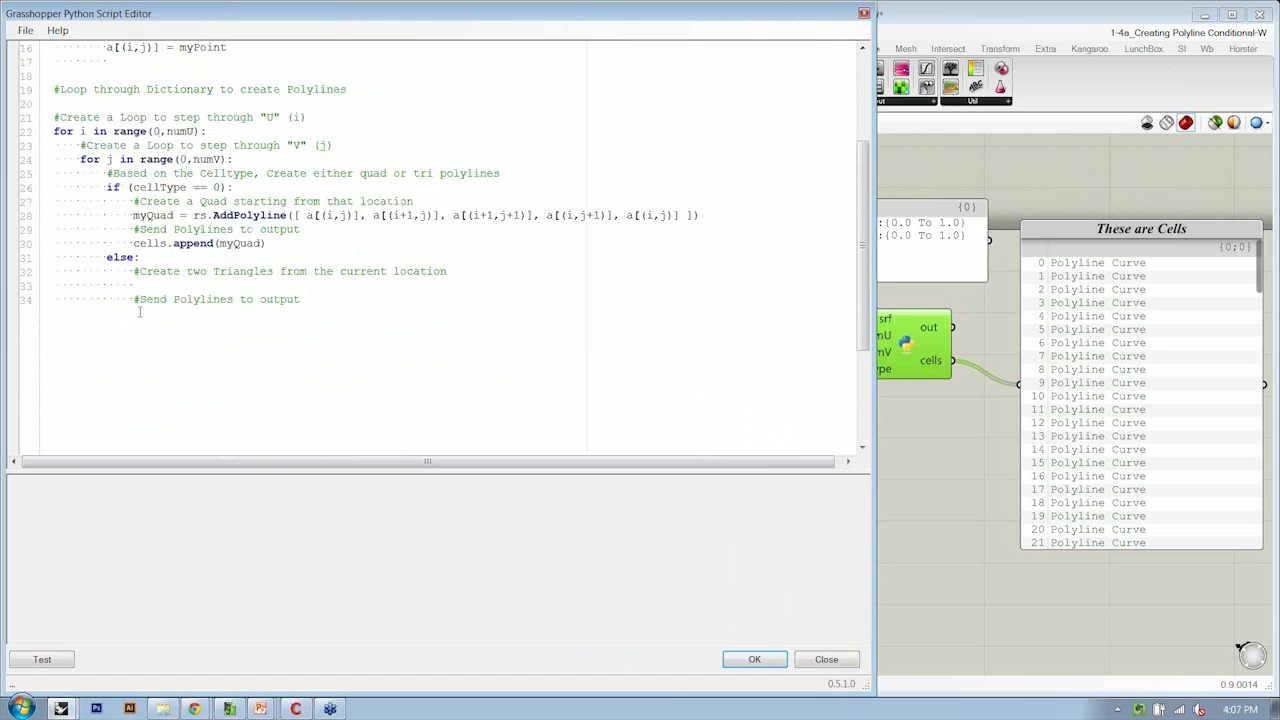 Grasshopper Python Script Editor
File Help
16 a[(i,j)] = myPoint
17
18
19 #Loop through Dictionary to create Polylines
20
21 #Create a Loop to step through "U" (i)
22 for i in range(0,numU):
23 #Create a Loop to step through "V" (j)
24 for j in range(0,numV):
25 #Based on the Celltype, Create either quad or tri polylines
26 if (cellType == 0):
27 #Create a Quad starting from that location
28 myQuad = rs.AddPolyline([ a[(i,j)], a[(i+1,j)], a[(i+1,j+1)], a[(i,j+1)], a[(i,j)] ])
29 #Send Polylines to output
30 cells.append(myQuad)
31 else:
32 #Create two Triangles from the current location
33
34 #Send Polylines to output
Test
OK
Close
...
0.5.1.0
1-4a_Creating Polyline Conditional-W
Mesh Intersect Transform Extra Kangaroo LunchBox SI Wb Horster
Util
{0}
:{0.0 To 1.0}
:{0.0 To 1.0}
srf
mU
mV
ype
out
cells
These are Cells
{0;0}
0 Polyline Curve
1 Polyline Curve
2 Polyline Curve
3 Polyline Curve
4 Polyline Curve
5 Polyline Curve
6 Polyline Curve
7 Polyline Curve
8 Polyline Curve
9 Polyline Curve
10 Polyline Curve
11 Polyline Curve
12 Polyline Curve
13 Polyline Curve
14 Polyline Curve
15 Polyline Curve
16 Polyline Curve
17 Polyline Curve
18 Polyline Curve
19 Polyline Curve
20 Polyline Curve
21 Polyline Curve
0.9.0014
4:07 PM